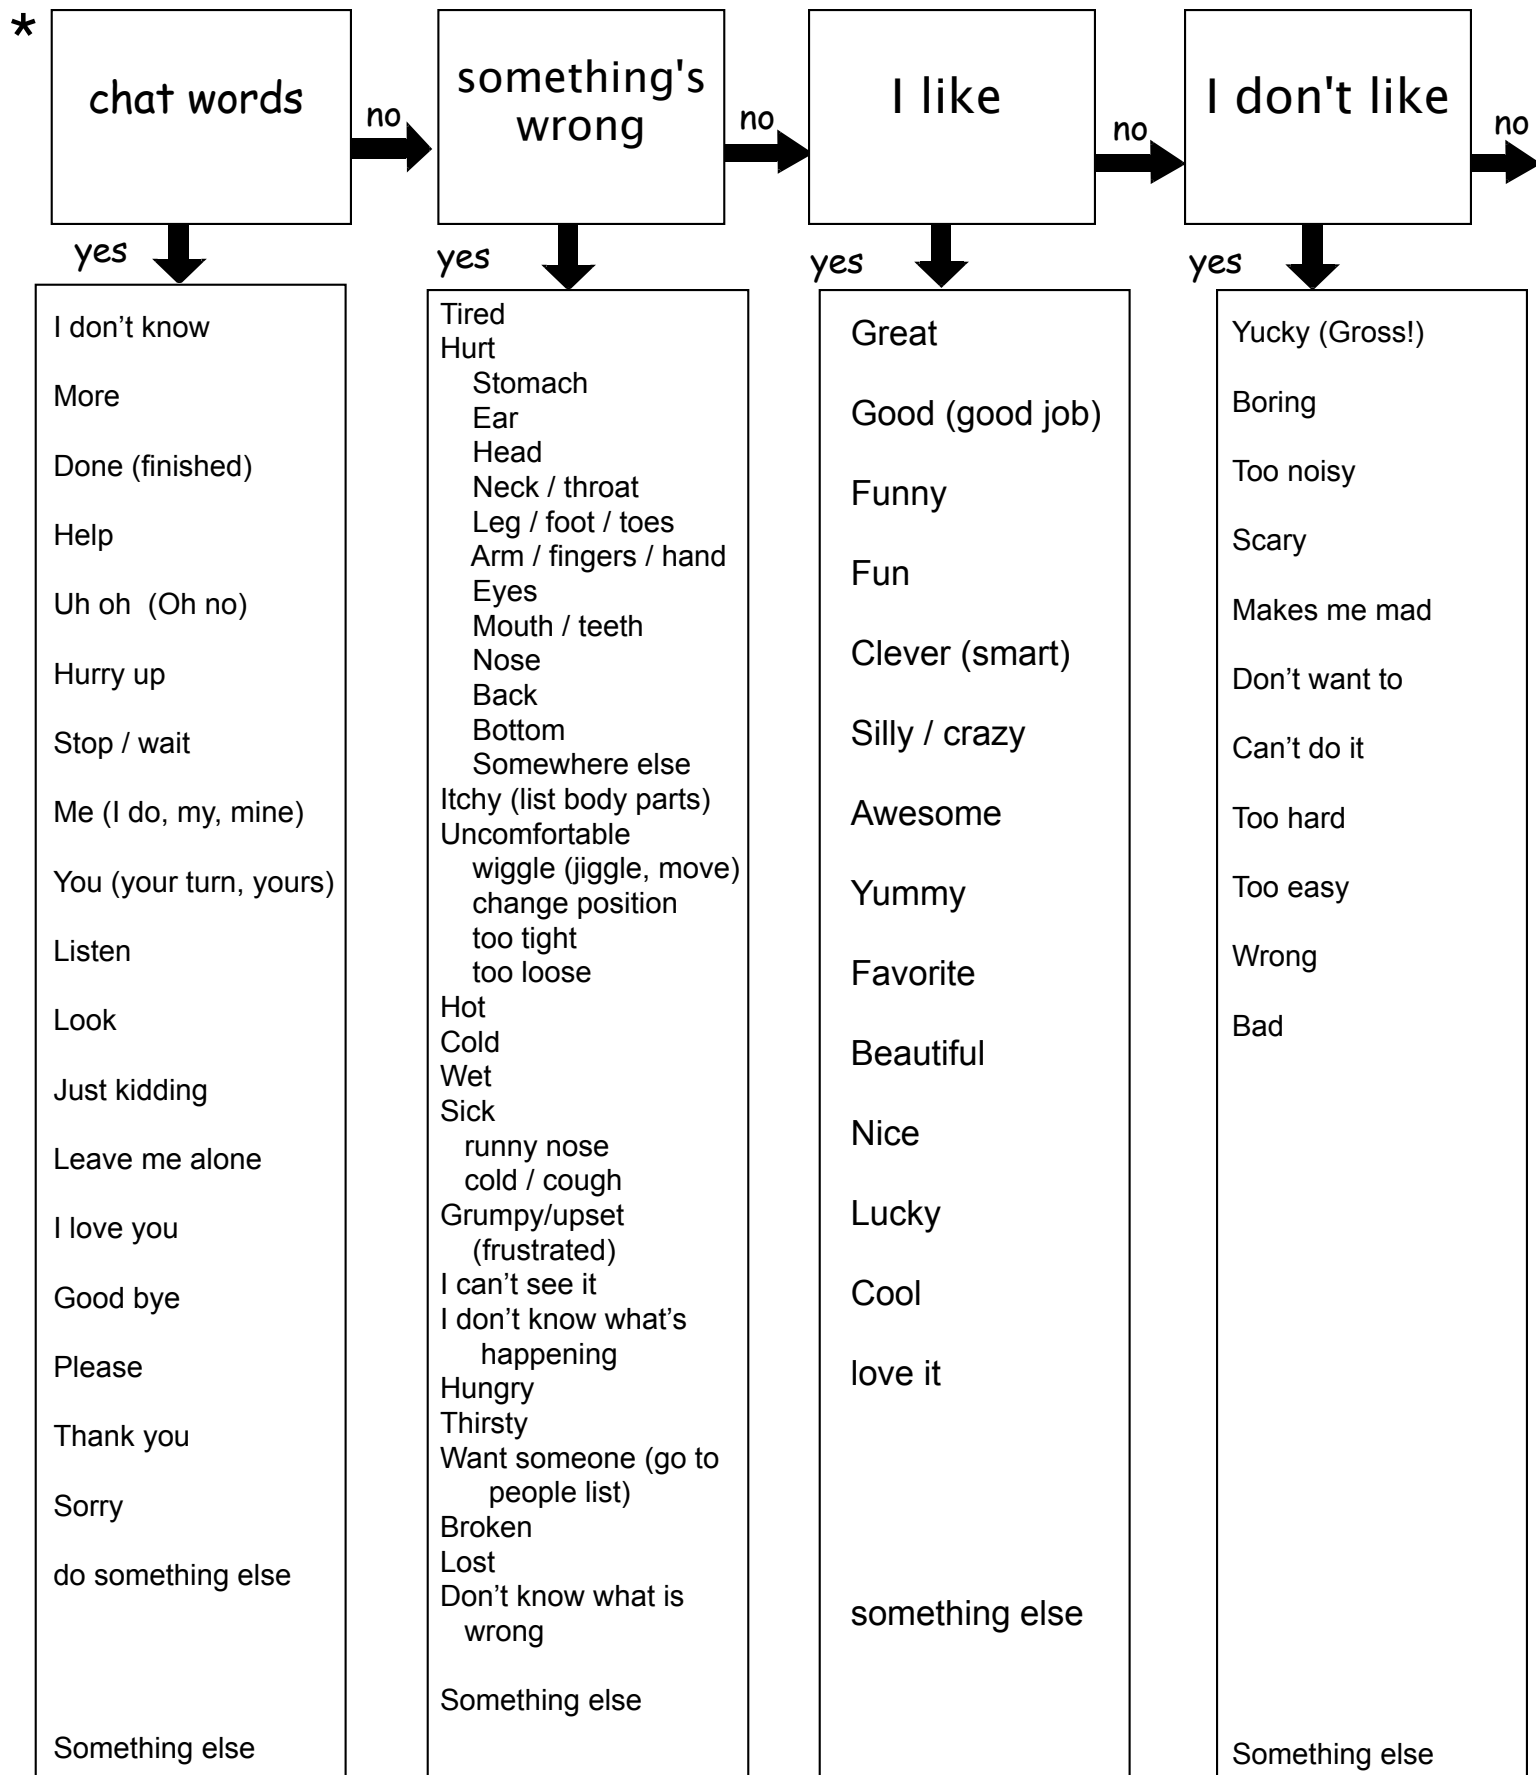 *
chat words
no
something's
wrong
no
I like
no
I don't like
no
yes
yes
yes
yes
I don’t know
More
Done (finished)
Help
Uh oh  (Oh no)
Hurry up
Stop / wait
Me (I do, my, mine)
You (your turn, yours)
Listen
Look
Just kidding
Leave me alone
I love you
Good bye
Please
Thank you
Sorry
do something else
Something else
Tired
Hurt
Stomach
Ear
Head
Neck / throat
Leg / foot / toes
Arm / fingers / hand
Eyes
Mouth / teeth
Nose
Back
Bottom
Somewhere else
Itchy (list body parts)
Uncomfortable
wiggle (jiggle, move)
change position
too tight
too loose
Hot
Cold
Wet
Sick
runny nose
cold / cough
Grumpy/upset
(frustrated)
I can’t see it
I don’t know what’s
happening
Hungry
Thirsty
Want someone (go to
people list)
Broken
Lost
Don’t know what is
wrong
Something else
Great
Good (good job)
Funny
Fun
Clever (smart)
Silly / crazy
Awesome
Yummy
Favorite
Beautiful
Nice
Lucky
Cool
love it
something else
Yucky (Gross!)
Boring
Too noisy
Scary
Makes me mad
Don’t want to
Can’t do it
Too hard
Too easy
Wrong
Bad
Something else